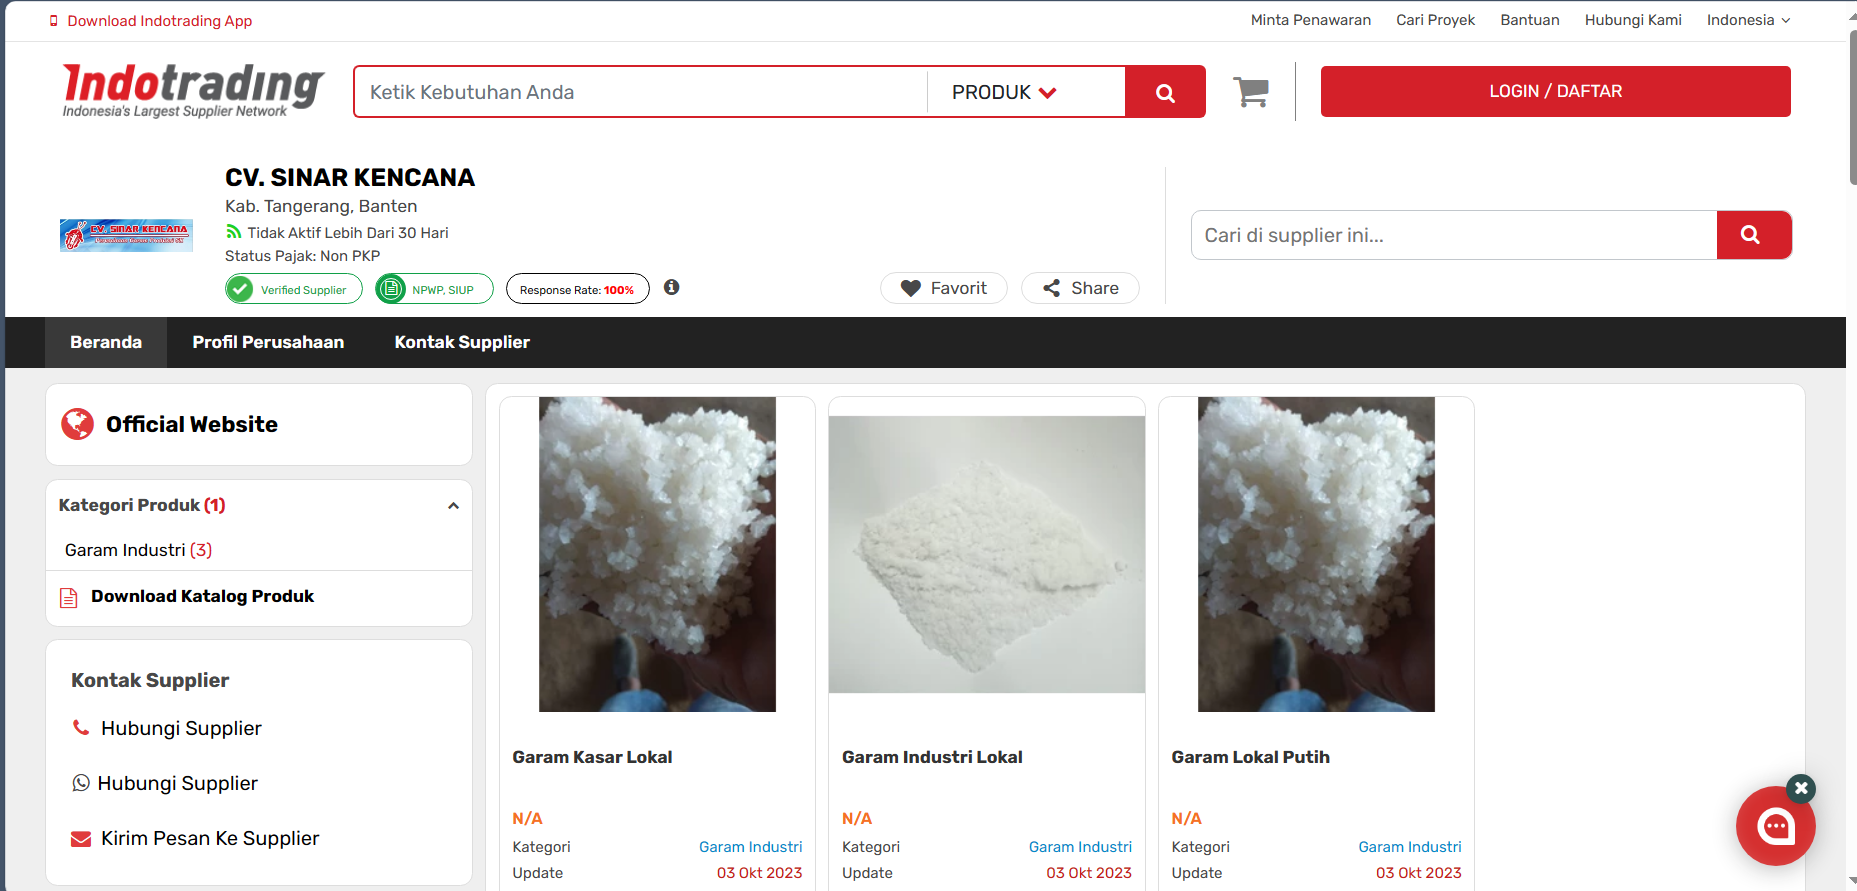 Download Indotrading App
Minta Penawaran
Cari Proyek
Bantuan
Hubungi Kami
Indonesia
Indotrading
Indonesia's Largest Supplier Network
Ketik Kebutuhan Anda
PRODUK
LOGIN / DAFTAR
CV. SINAR KENCANA
CV. SINAR KENCANA
Kab. Tangerang, Banten
Tidak Aktif Lebih Dari 30 Hari
Status Pajak: Non PKP
Verified Supplier
NPWP, SIUP
Response Rate: 100%
Favorit
Share
Cari di supplier ini...
Beranda
Profil Perusahaan
Kontak Supplier
Official Website
Kategori Produk (1)
Garam Industri (3)
Download Katalog Produk
Kontak Supplier
Hubungi Supplier
Hubungi Supplier
Kirim Pesan Ke Supplier
Garam Kasar Lokal
N/A
Kategori Garam Industri
Update 03 Okt 2023
Garam Industri Lokal
N/A
Kategori Garam Industri
Update 03 Okt 2023
Garam Lokal Putih
N/A
Kategori Garam Industri
Update 03 Okt 2023